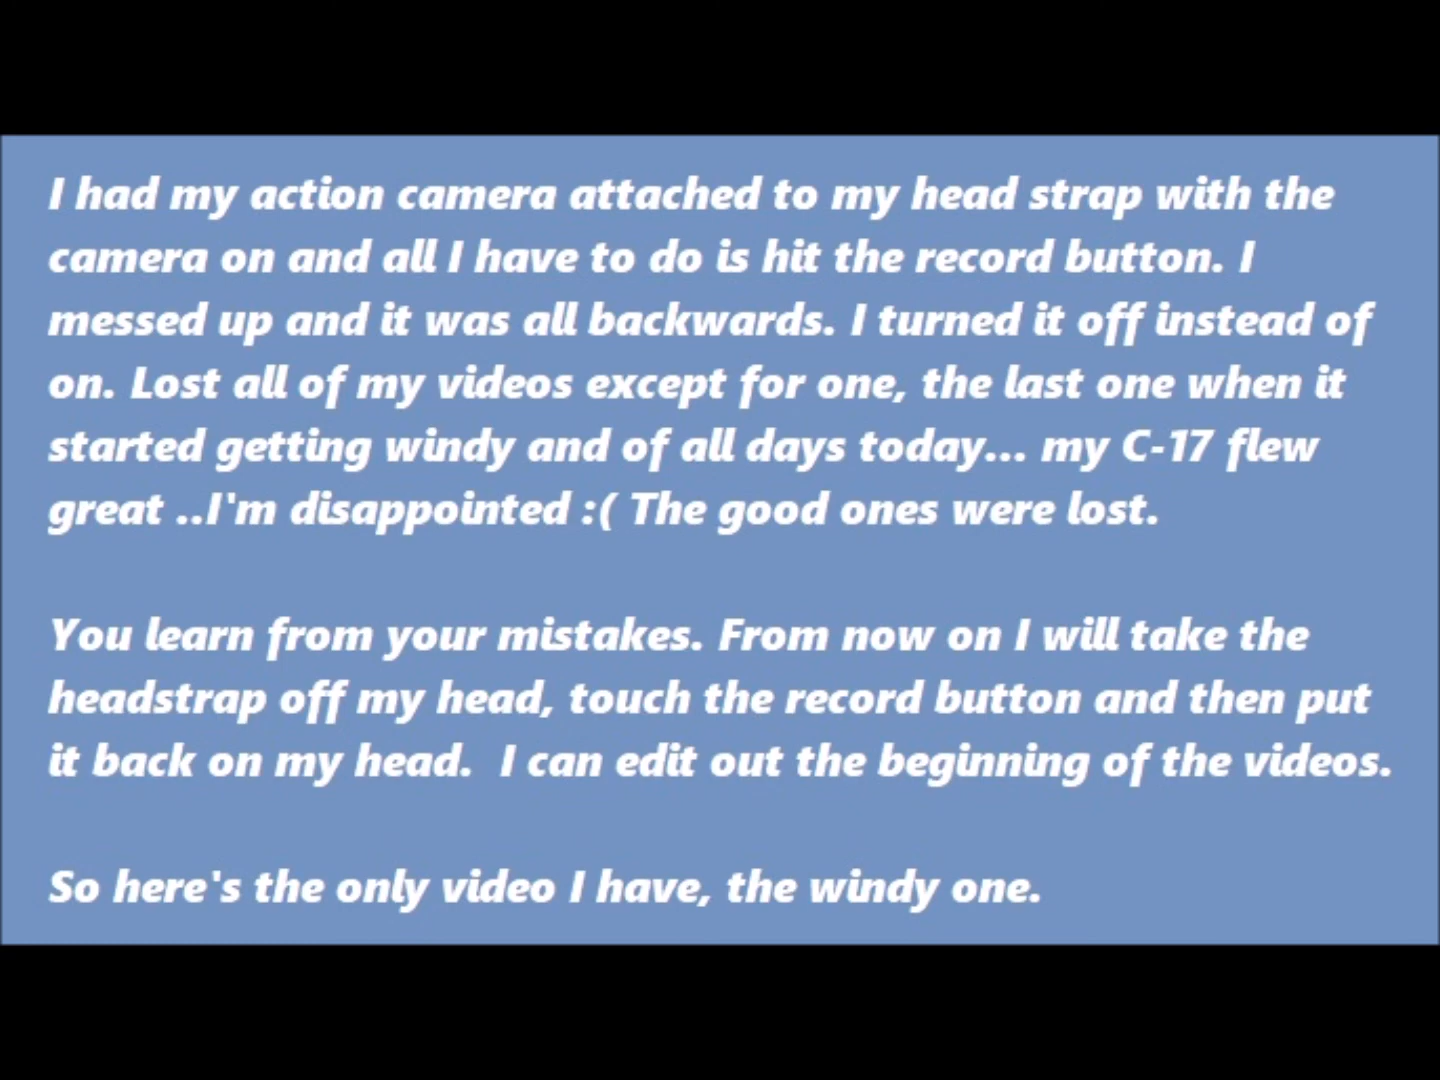 I had my action camera attached to my head strap with the
camera on and all I have to do is hit the record button. I
messed up and it was all backwards. I turned it off instead of
on. Lost all of my videos except for one, the last one when it
started getting windy and of all days today... my C-17 flew
great ..I'm disappointed :( The good ones were lost.
You learn from your mistakes. From now on I will take the
headstrap off my head, touch the record button and then put
it back on my head.  I can edit out the beginning of the videos.
So here's the only video I have, the windy one.